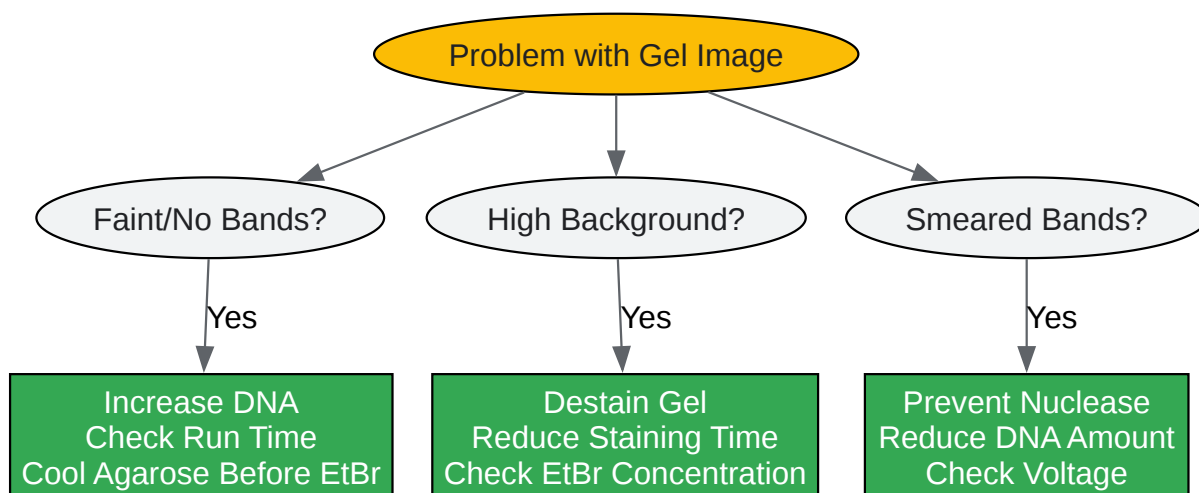 Problem with Gel Image
Faint/No Bands?
High Background?
Smeared Bands?
Yes
Yes
Yes
Increase DNA
Check Run Time
Cool Agarose Before EtBr
Destain Gel
Reduce Staining Time
Check EtBr Concentration
Prevent Nuclease
Reduce DNA Amount
Check Voltage